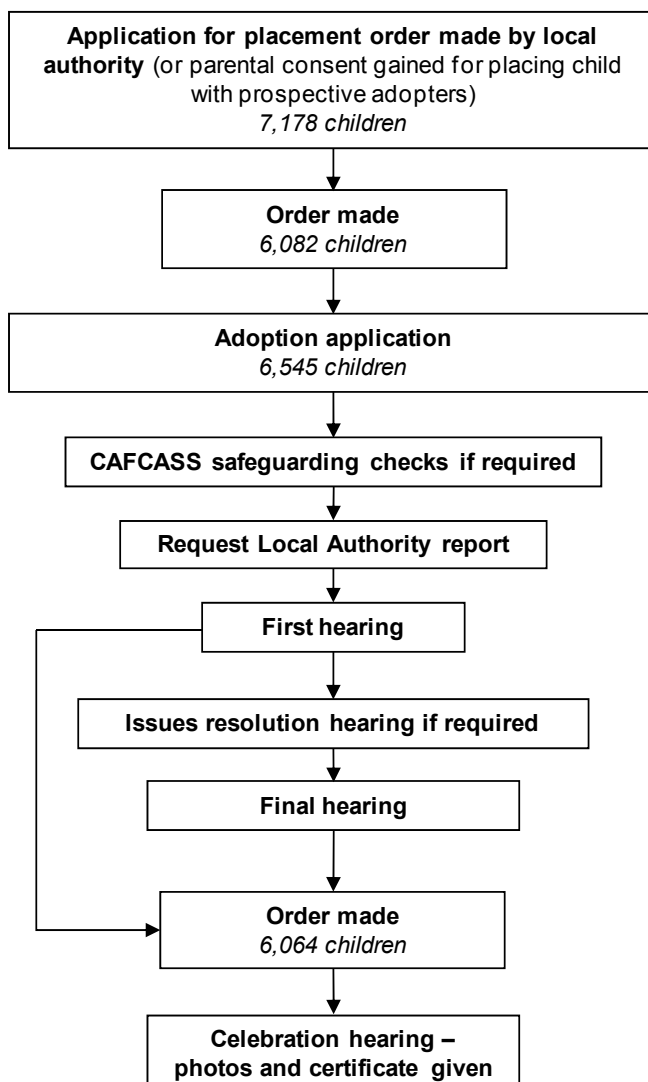 Application for placement order made by local
authority (or parental consent gained for placing child
with prospective adopters)
7,178 children
Order made
6,082 children
Adoption application
6,545 children
CAFCASS safeguarding checks if required
Request Local Authority report
First hearing
Issues resolution hearing if required
Final hearing
Order made
6,064 children
Celebration hearing –
photos and certificate given